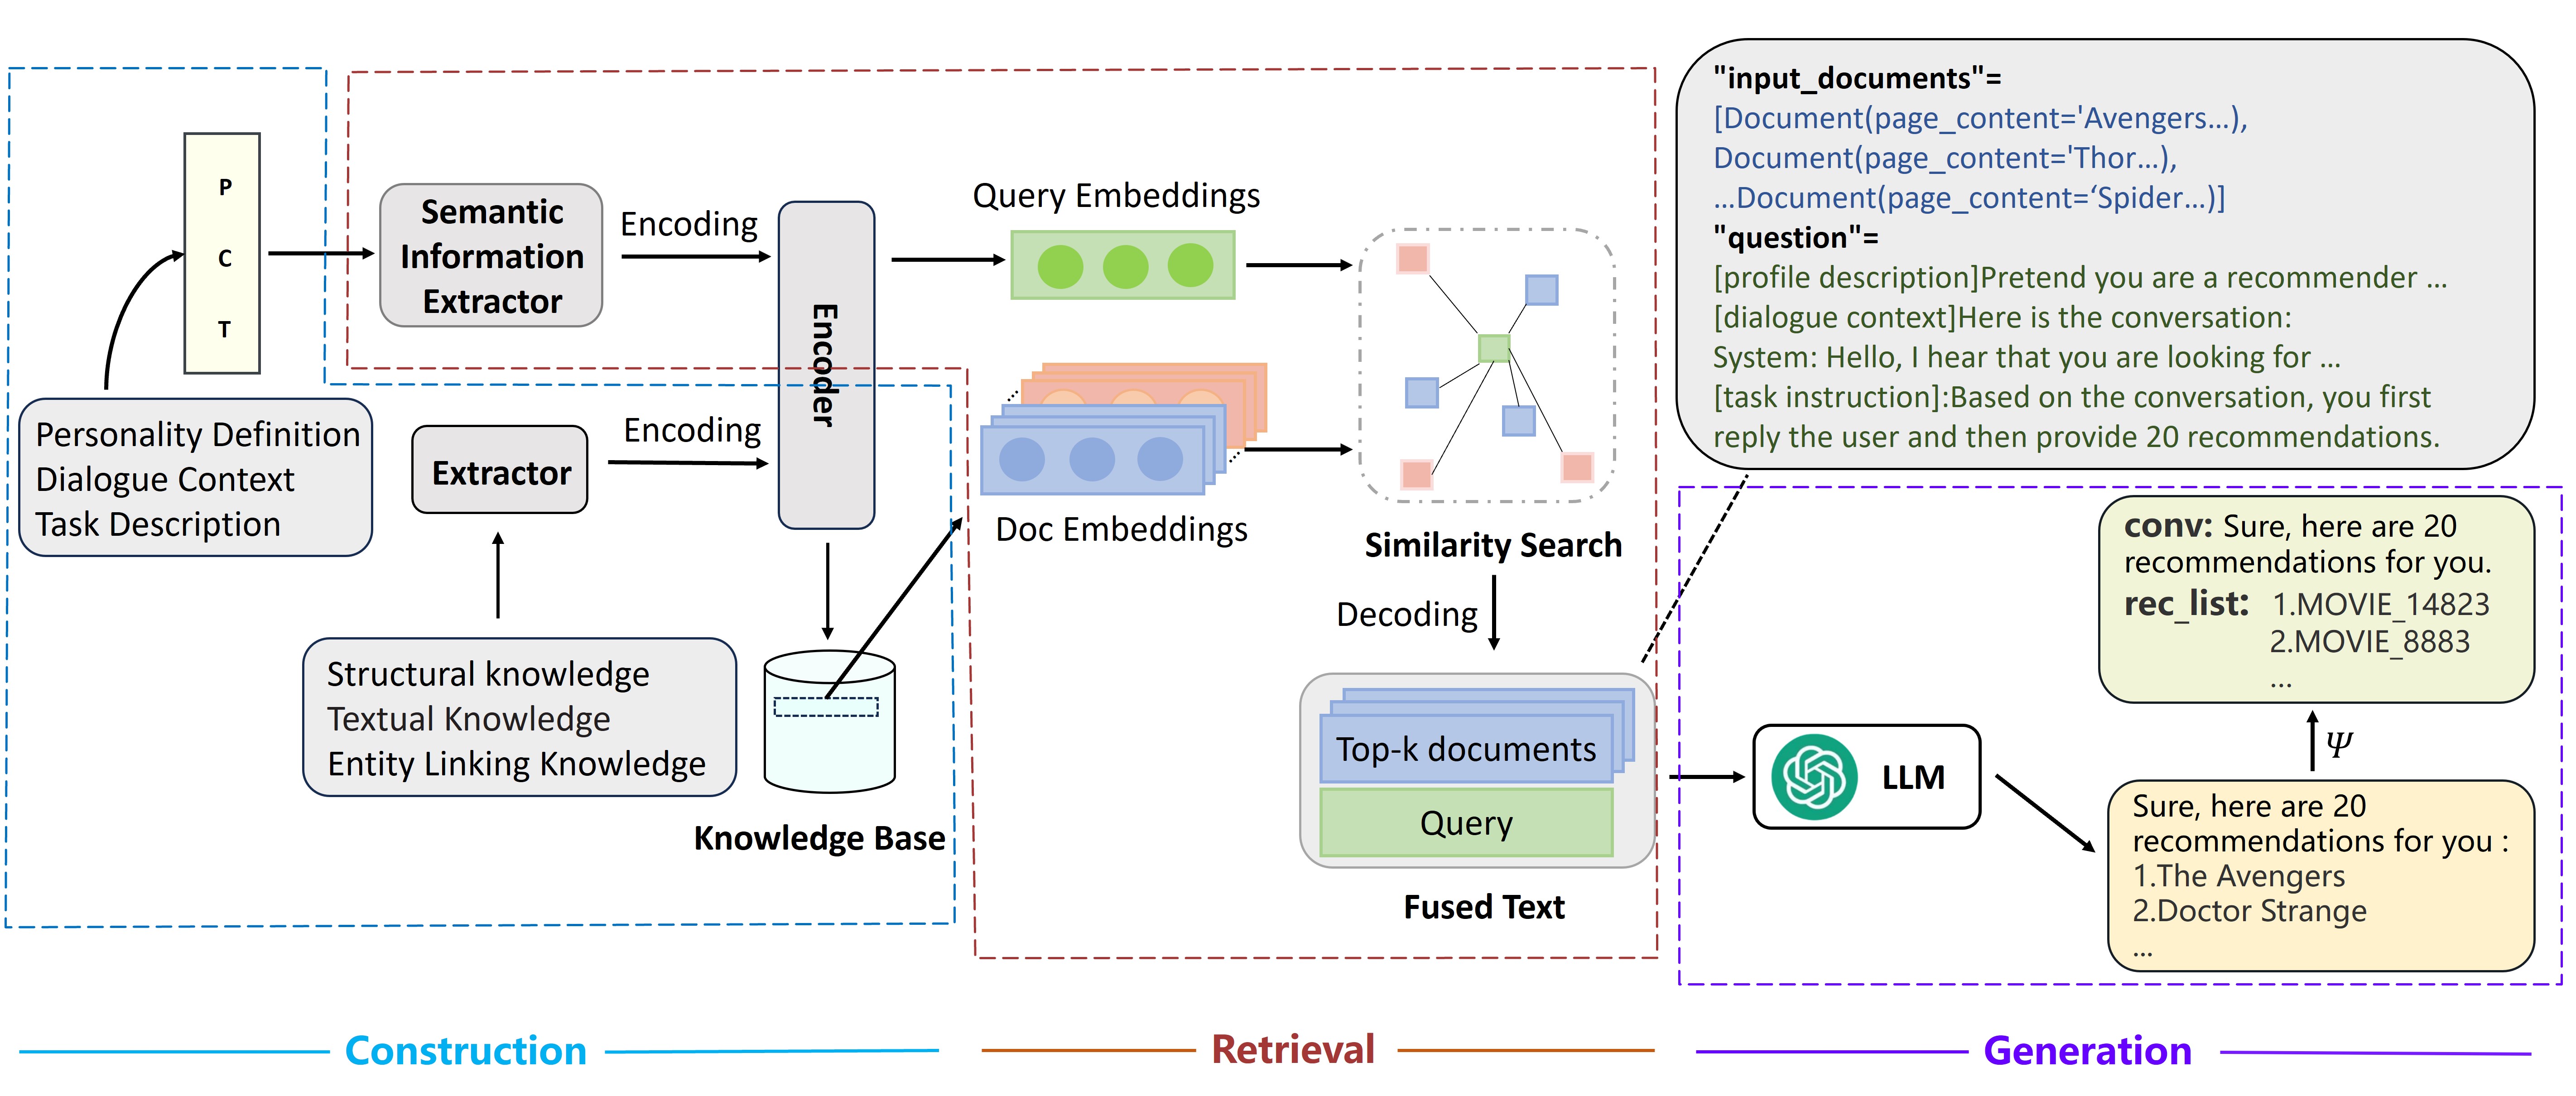 P
C
T
Personality Definition
Dialogue Context
Task Description
Semantic
Information
Extractor
Encoding
Extractor
Encoding
Encoder
Structural knowledge
Textual Knowledge
Entity Linking Knowledge
Knowledge Base
Query Embeddings
Doc Embeddings
Similarity Search
Decoding
Top-k documents
Query
Fused Text
"input_documents"=
[Document(page_content='Avengers...),
Document(page_content='Thor...),
...Document(page_content=‘Spider...)]
"question"=
[profile description]Pretend you are a recommender ...
[dialogue context]Here is the conversation:
System: Hello, I hear that you are looking for ...
[task instruction]:Based on the conversation, you first
reply the user and then provide 20 recommendations.
LLM
conv: Sure, here are 20
recommendations for you.
rec_list: 1.MOVIE_14823
2.MOVIE_8883
...
Ψ
Sure, here are 20
recommendations for you :
1.The Avengers
2.Doctor Strange
...
Construction
Retrieval
Generation